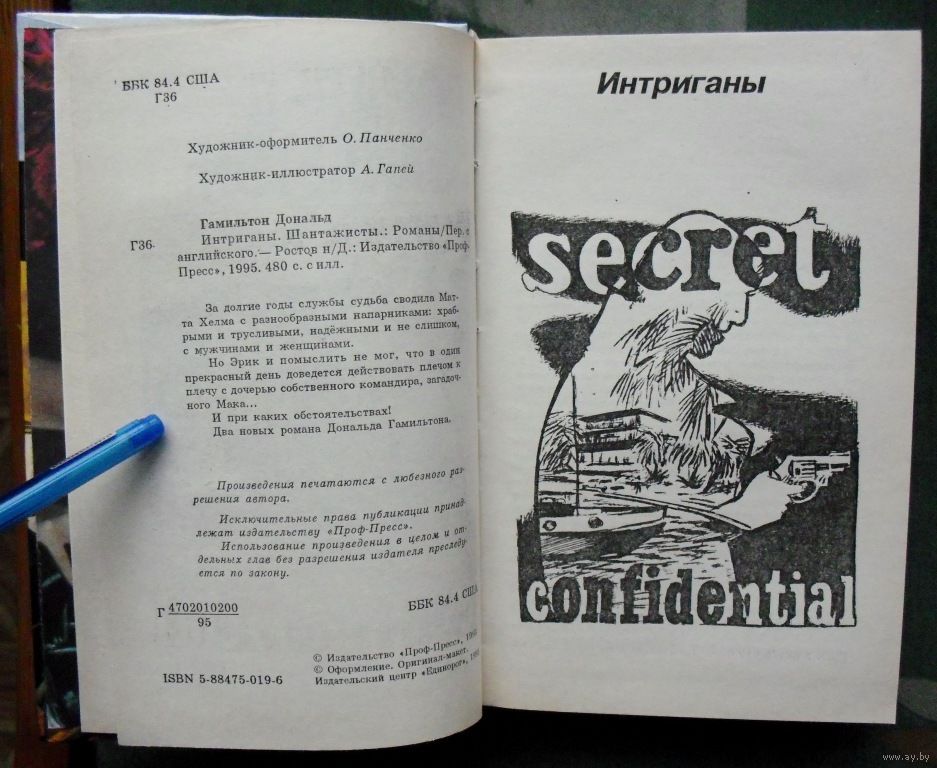 ББК 84.4 США
Г36
Художник-оформитель О. Панченко
Художник-иллюстратор А. Гапей
Гамильтон Дональд
Г36 Интриганы. Шантажисты.: Романы/Пер. с
английского.— Ростов н/Д.: Издательство «Проф-
Пресс», 1995. 480 с. с илл.
За долгие годы службы судьба сводила Мат-
та Хелма с разнообразными напарниками: храб-
рыми и трусливыми, надёжными и не слишком,
с мужчинами и женщинами.
Но Эрик и помыслить не мог, что в один
прекрасный день доведется действовать плечом к
плечу с дочерью собственного командира, загадоч-
ного Мака...
И при каких обстоятельствах!
Два новых романа Дональда Гамильтона.
Произведения печатаются с любезного раз-
решения автора.
Исключительные права публикации принад-
лежат издательству «Проф-Пресс».
Использование произведения в целом и от-
дельных глав без разрешения издателя преследу-
ется по закону.
Г 4702010200
95
ББК 84.4 США
© Издательство «Проф-Пресс»,
© Оформление. Оригинал-макет.
Издательский центр «Единорог»,
ISBN 5-88475-019-6
Интриганы
secret
confidential
www.ay.by